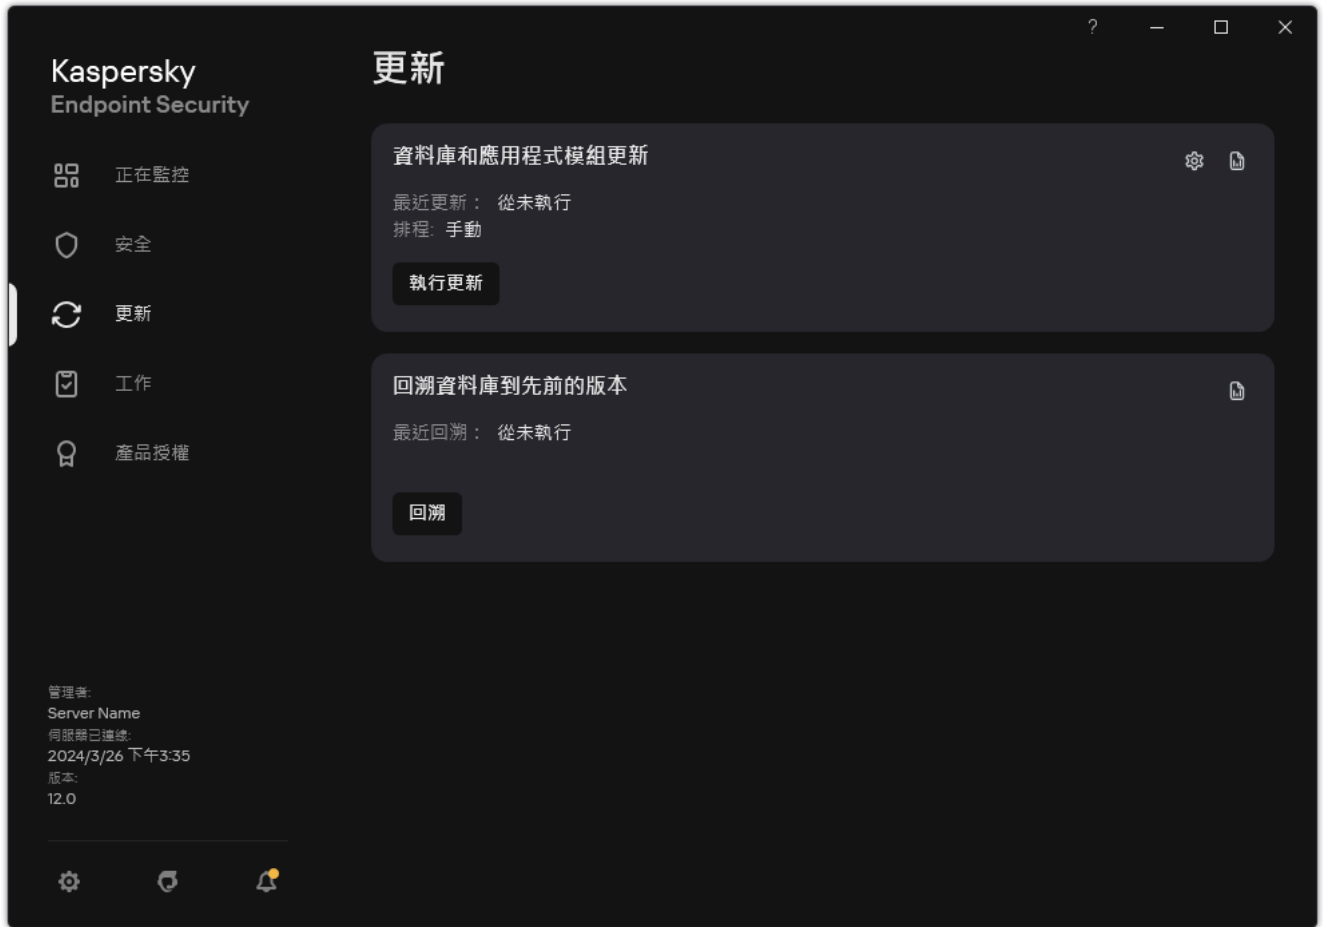 Kaspersky
Endpoint Security
正在監控
安全
更新
工作
產品授權
管理者:
Server Name
伺服器已連線:
2024/3/26 下午3:35
版本:
12.0
?
更新
資料庫和應用程式模組更新
最近更新： 從未執行
排程: 手動
執行更新
回溯資料庫到先前的版本
最近回溯： 從未執行
回溯